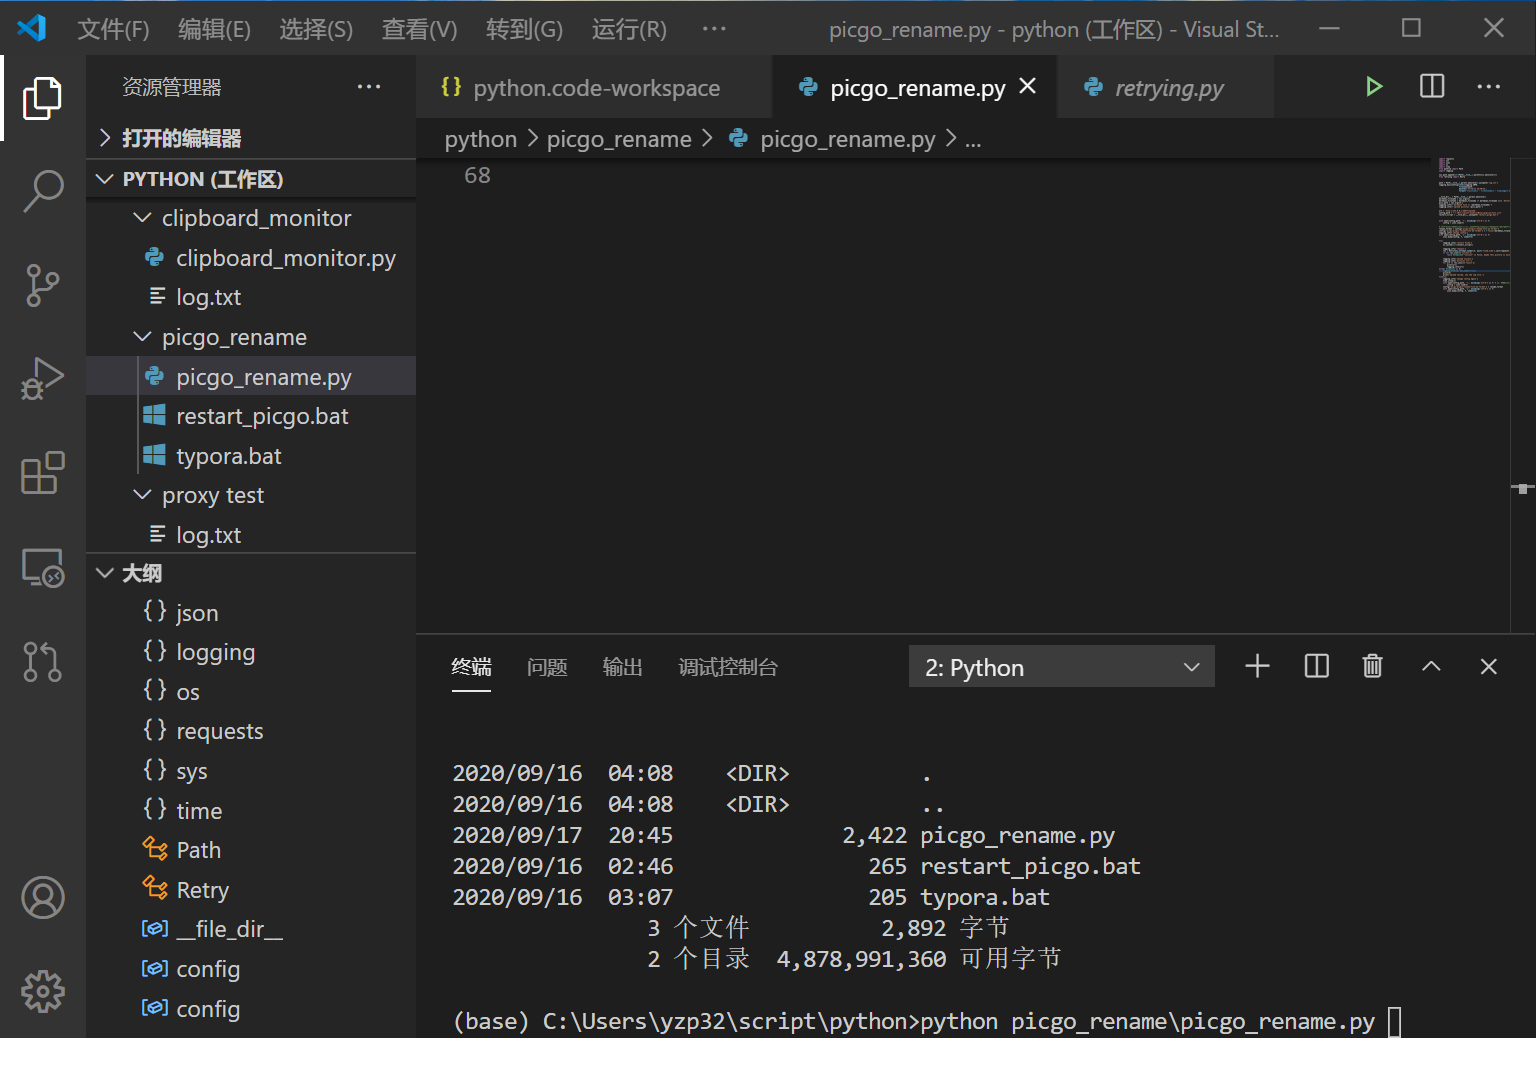 文件(F) 编辑(E) 选择(S) 查看(V) 转到(G) 运行(R) ··· picgo_rename.py - python (工作区) - Visual St...
资源管理器 ···
打开的编辑器
PYTHON (工作区)
clipboard_monitor
clipboard_monitor.py
log.txt
picgo_rename
picgo_rename.py
restart_picgo.bat
typora.bat
proxy test
log.txt
大纲
{} json
{} logging
{} os
{} requests
{} sys
{} time
Path
Retry
__file_dir__
config
config
{} python.code-workspace picgo_rename.py retrying.py
python > picgo_rename > picgo_rename.py > ...
68
终端 问题 输出 调试控制台 2: Python
2020/09/16 04:08 <DIR> .
2020/09/16 04:08 <DIR> ..
2020/09/17 20:45 2,422 picgo_rename.py
2020/09/16 02:46 265 restart_picgo.bat
2020/09/16 03:07 205 typora.bat
3 个文件 2,892 字节
2 个目录 4,878,991,360 可用字节
(base) C:\Users\yzp32\script\python>python picgo_rename\picgo_rename.py